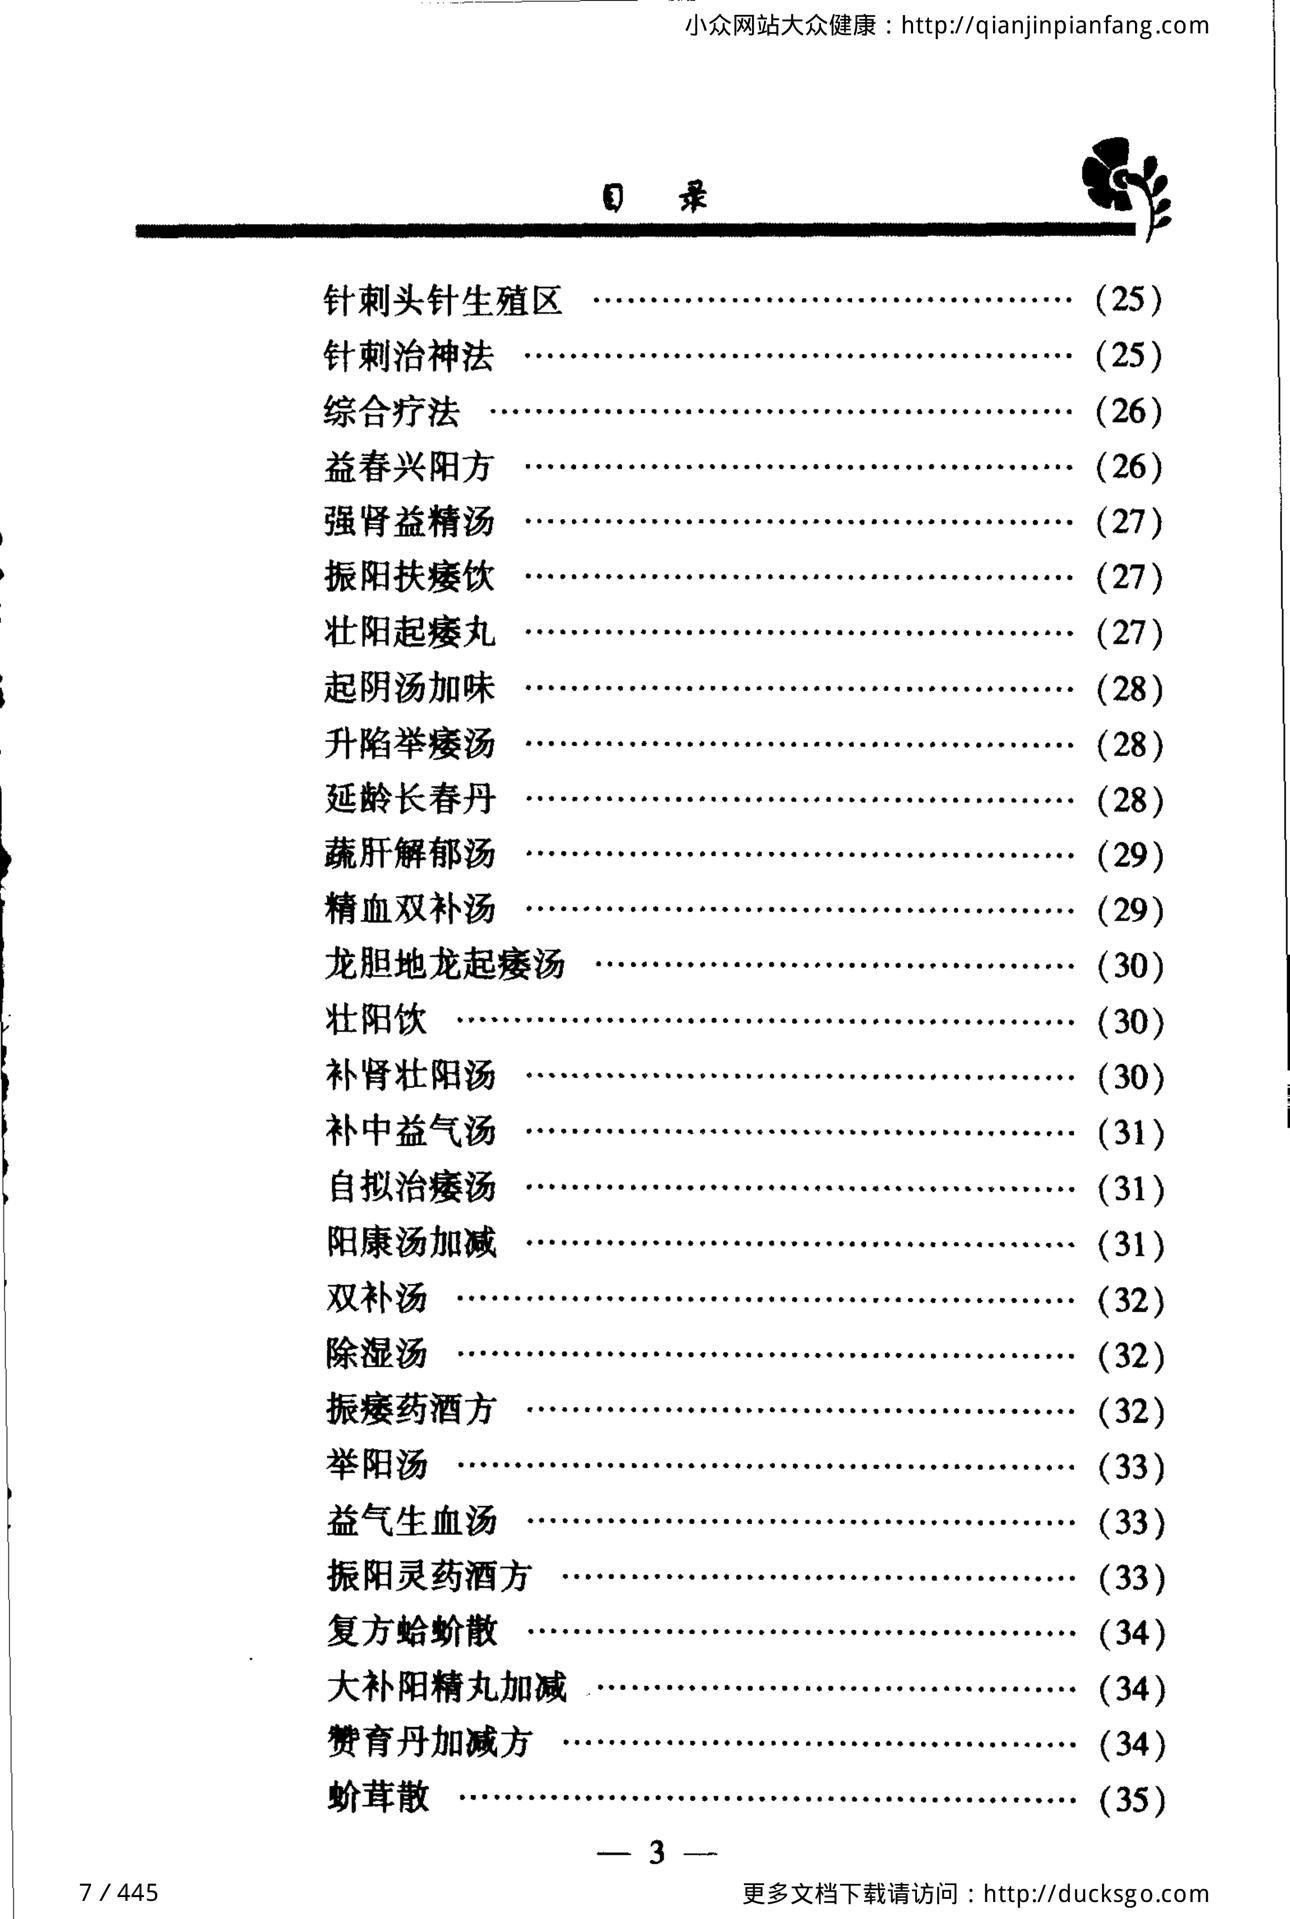 小众网站大众健康：http://qianjinpianfang.com
目 录
针刺头针生殖区 ………………………………… (25)
针刺治神法 ………………………………… (25)
综合疗法 ………………………………… (26)
益春兴阳方 ………………………………… (26)
强肾益精汤 ………………………………… (27)
振阳扶痿饮 ………………………………… (27)
壮阳起痿丸 ………………………………… (27)
起阴汤加味 ………………………………… (28)
升陷举痿汤 ………………………………… (28)
延龄长春丹 ………………………………… (28)
蔬肝解郁汤 ………………………………… (29)
精血双补汤 ………………………………… (29)
龙胆地龙起痿汤 ………………………………… (30)
壮阳饮 ………………………………… (30)
补肾壮阳汤 ………………………………… (30)
补中益气汤 ………………………………… (31)
自拟治痿汤 ………………………………… (31)
阳康汤加减 ………………………………… (31)
双补汤 ………………………………… (32)
除湿汤 ………………………………… (32)
振痿药酒方 ………………………………… (32)
举阳汤 ………………………………… (33)
益气生血汤 ………………………………… (33)
振阳灵药酒方 ………………………………… (33)
复方蛤蚧散 ………………………………… (34)
大补阳精丸加减 ………………………………… (34)
赞育丹加减方 ………………………………… (34)
蚧茸散 ………………………………… (35)
— 3 —
7 / 445
更多文档下载请访问：http://ducksgo.com